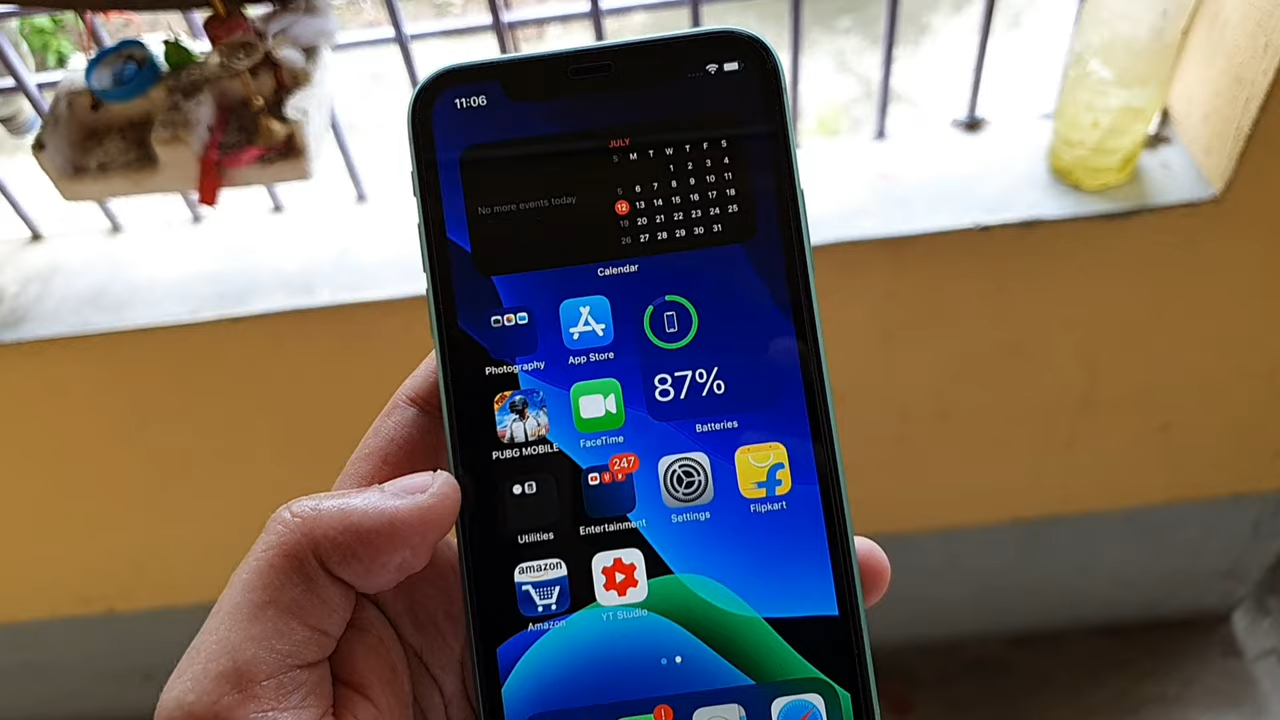 11:06
JULY
S M T W T F S
1 2 3 4
5 6 7 8 9 10 11
12 13 14 15 16 17 18
19 20 21 22 23 24 25
26 27 28 29 30 31
No more events today
Calendar
Photography
App Store
87%
Batteries
PUBG MOBILE
FaceTime
247
Utilities
Entertainment
Settings
Flipkart
amazon
Amazon
YT Studio